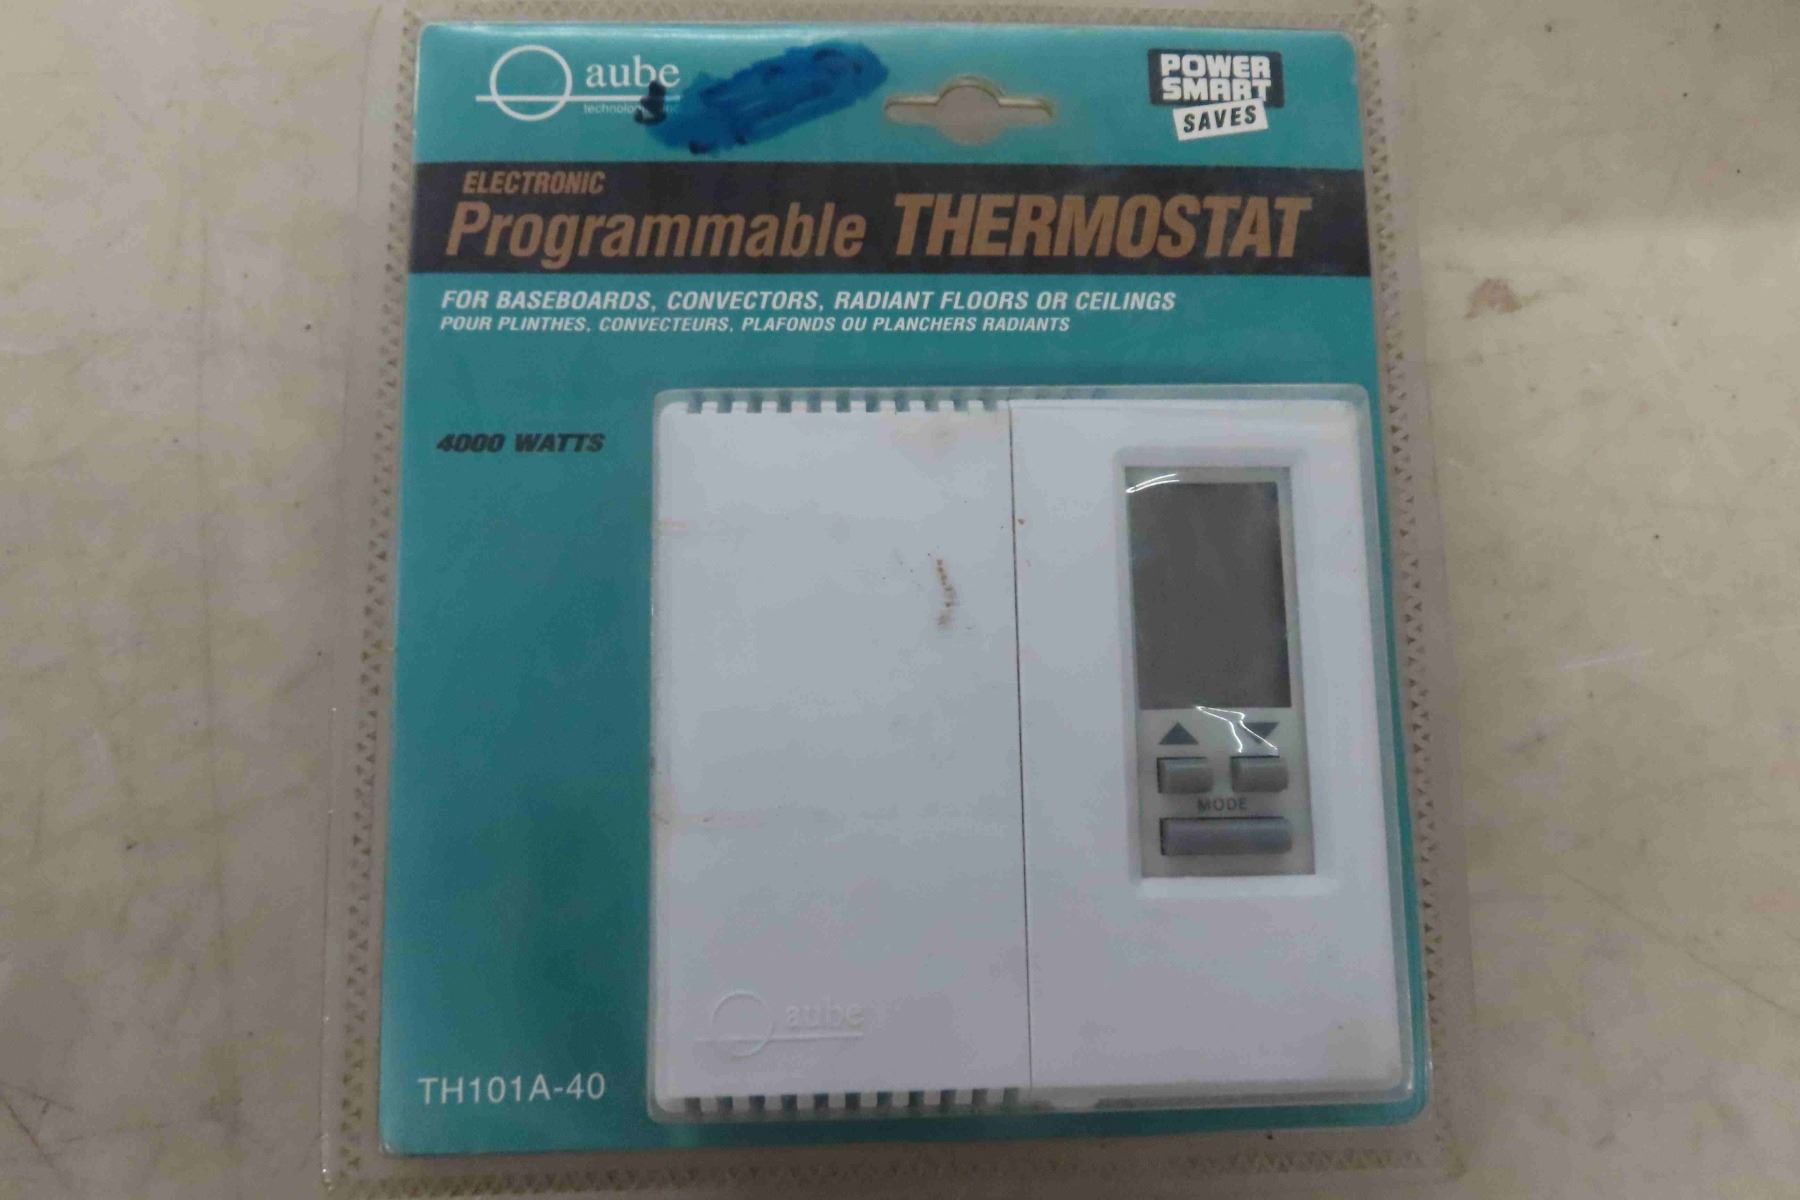 aube
POWER
SMART
SAVES
ELECTRONIC
Programmable THERMOSTAT
FOR BASEBOARDS, CONVECTORS, RADIANT FLOORS OR CEILINGS
POUR PLINTHES, CONVECTEURS, PLAFONDS OU PLANCHERS RADIANTS
4000 WATTS
MODE
aube
TH101A-40